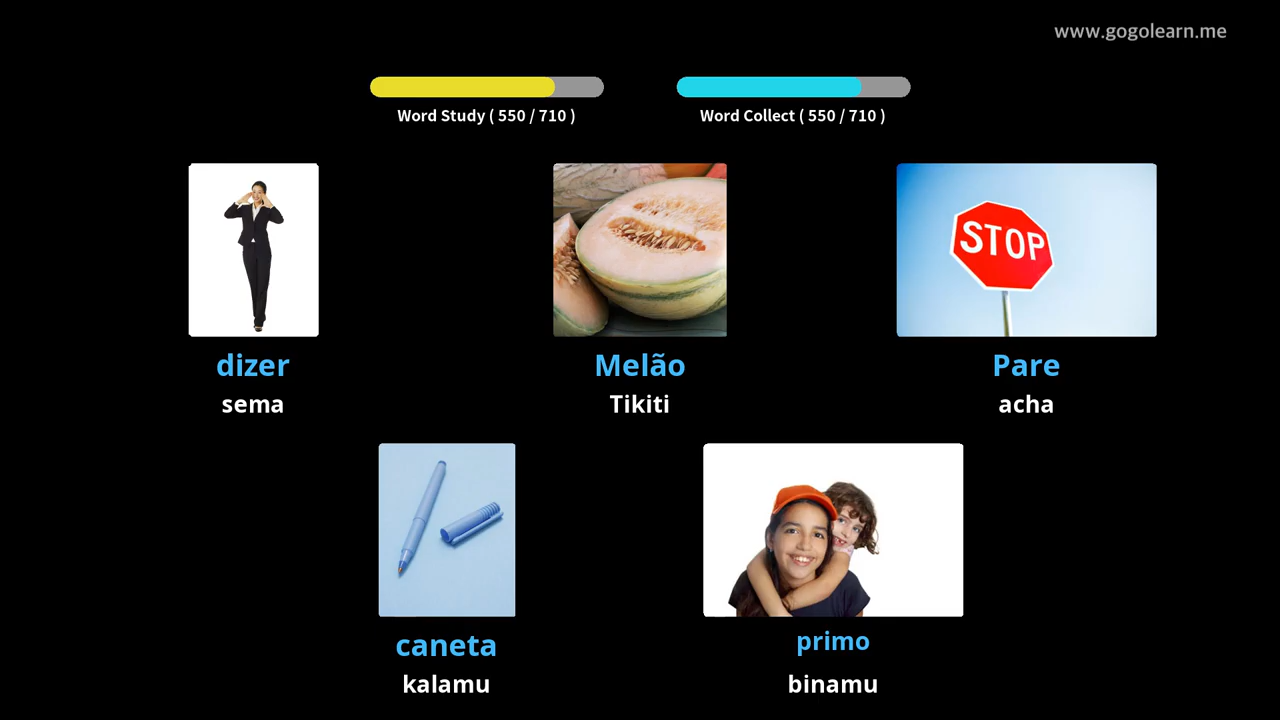 www.gogolearn.me
Word Study ( 550 / 710 )
Word Collect ( 550 / 710 )
STOP
dizer
Melão
Pare
sema
Tikiti
acha
caneta
primo
kalamu
binamu